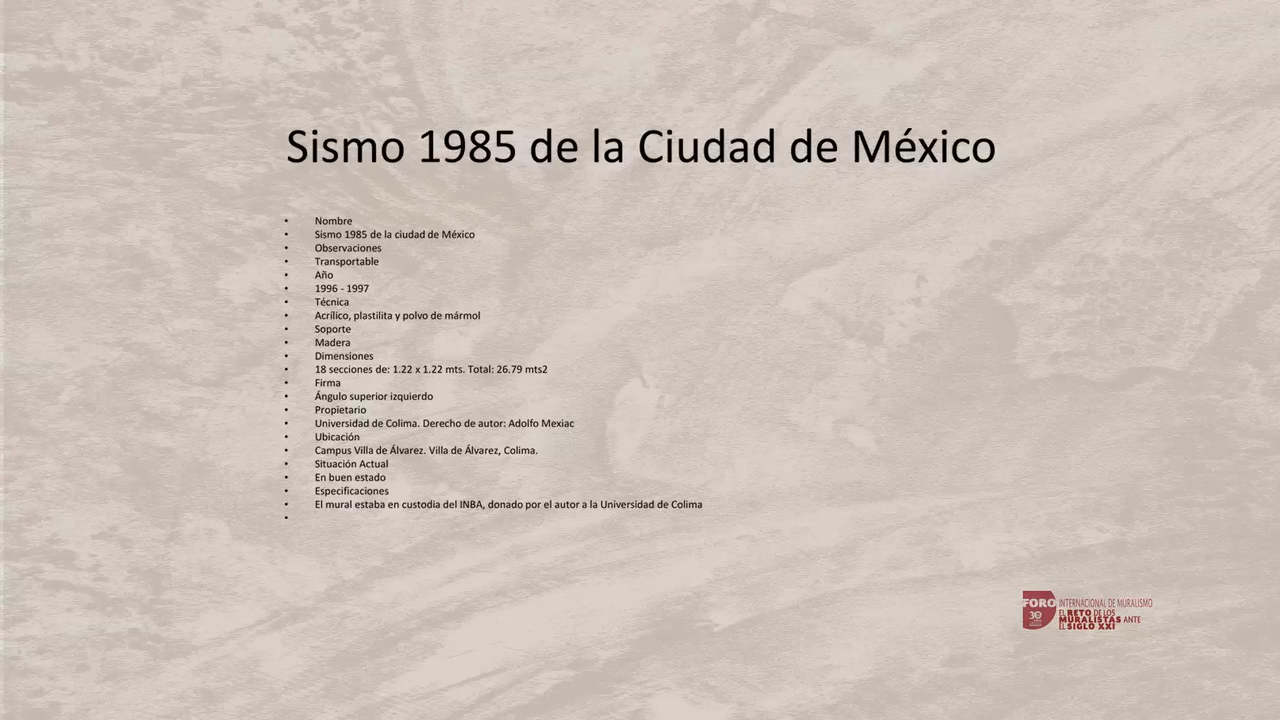 Sismo 1985 de la Ciudad de México
• Nombre
• Sismo 1985 de la ciudad de México
• Observaciones
• Transportable
• Año
• 1996 - 1997
• Técnica
• Acrílico, plastilita y polvo de mármol
• Soporte
• Madera
• Dimensiones
• 18 secciones de: 1.22 x 1.22 mts. Total: 26.79 mts2
• Firma
• Ángulo superior izquierdo
• Propietario
• Universidad de Colima. Derecho de autor: Adolfo Mexiac
• Ubicación
• Campus Villa de Álvarez. Villa de Álvarez, Colima.
• Situación Actual
• En buen estado
• Especificaciones
• El mural estaba en custodia del INBA, donado por el autor a la Universidad de Colima
•
FORO INTERNACIONAL DE MURALISMO
30 EL RETO DE LOS
MURALISTAS ANTE
EL SIGLO XXI